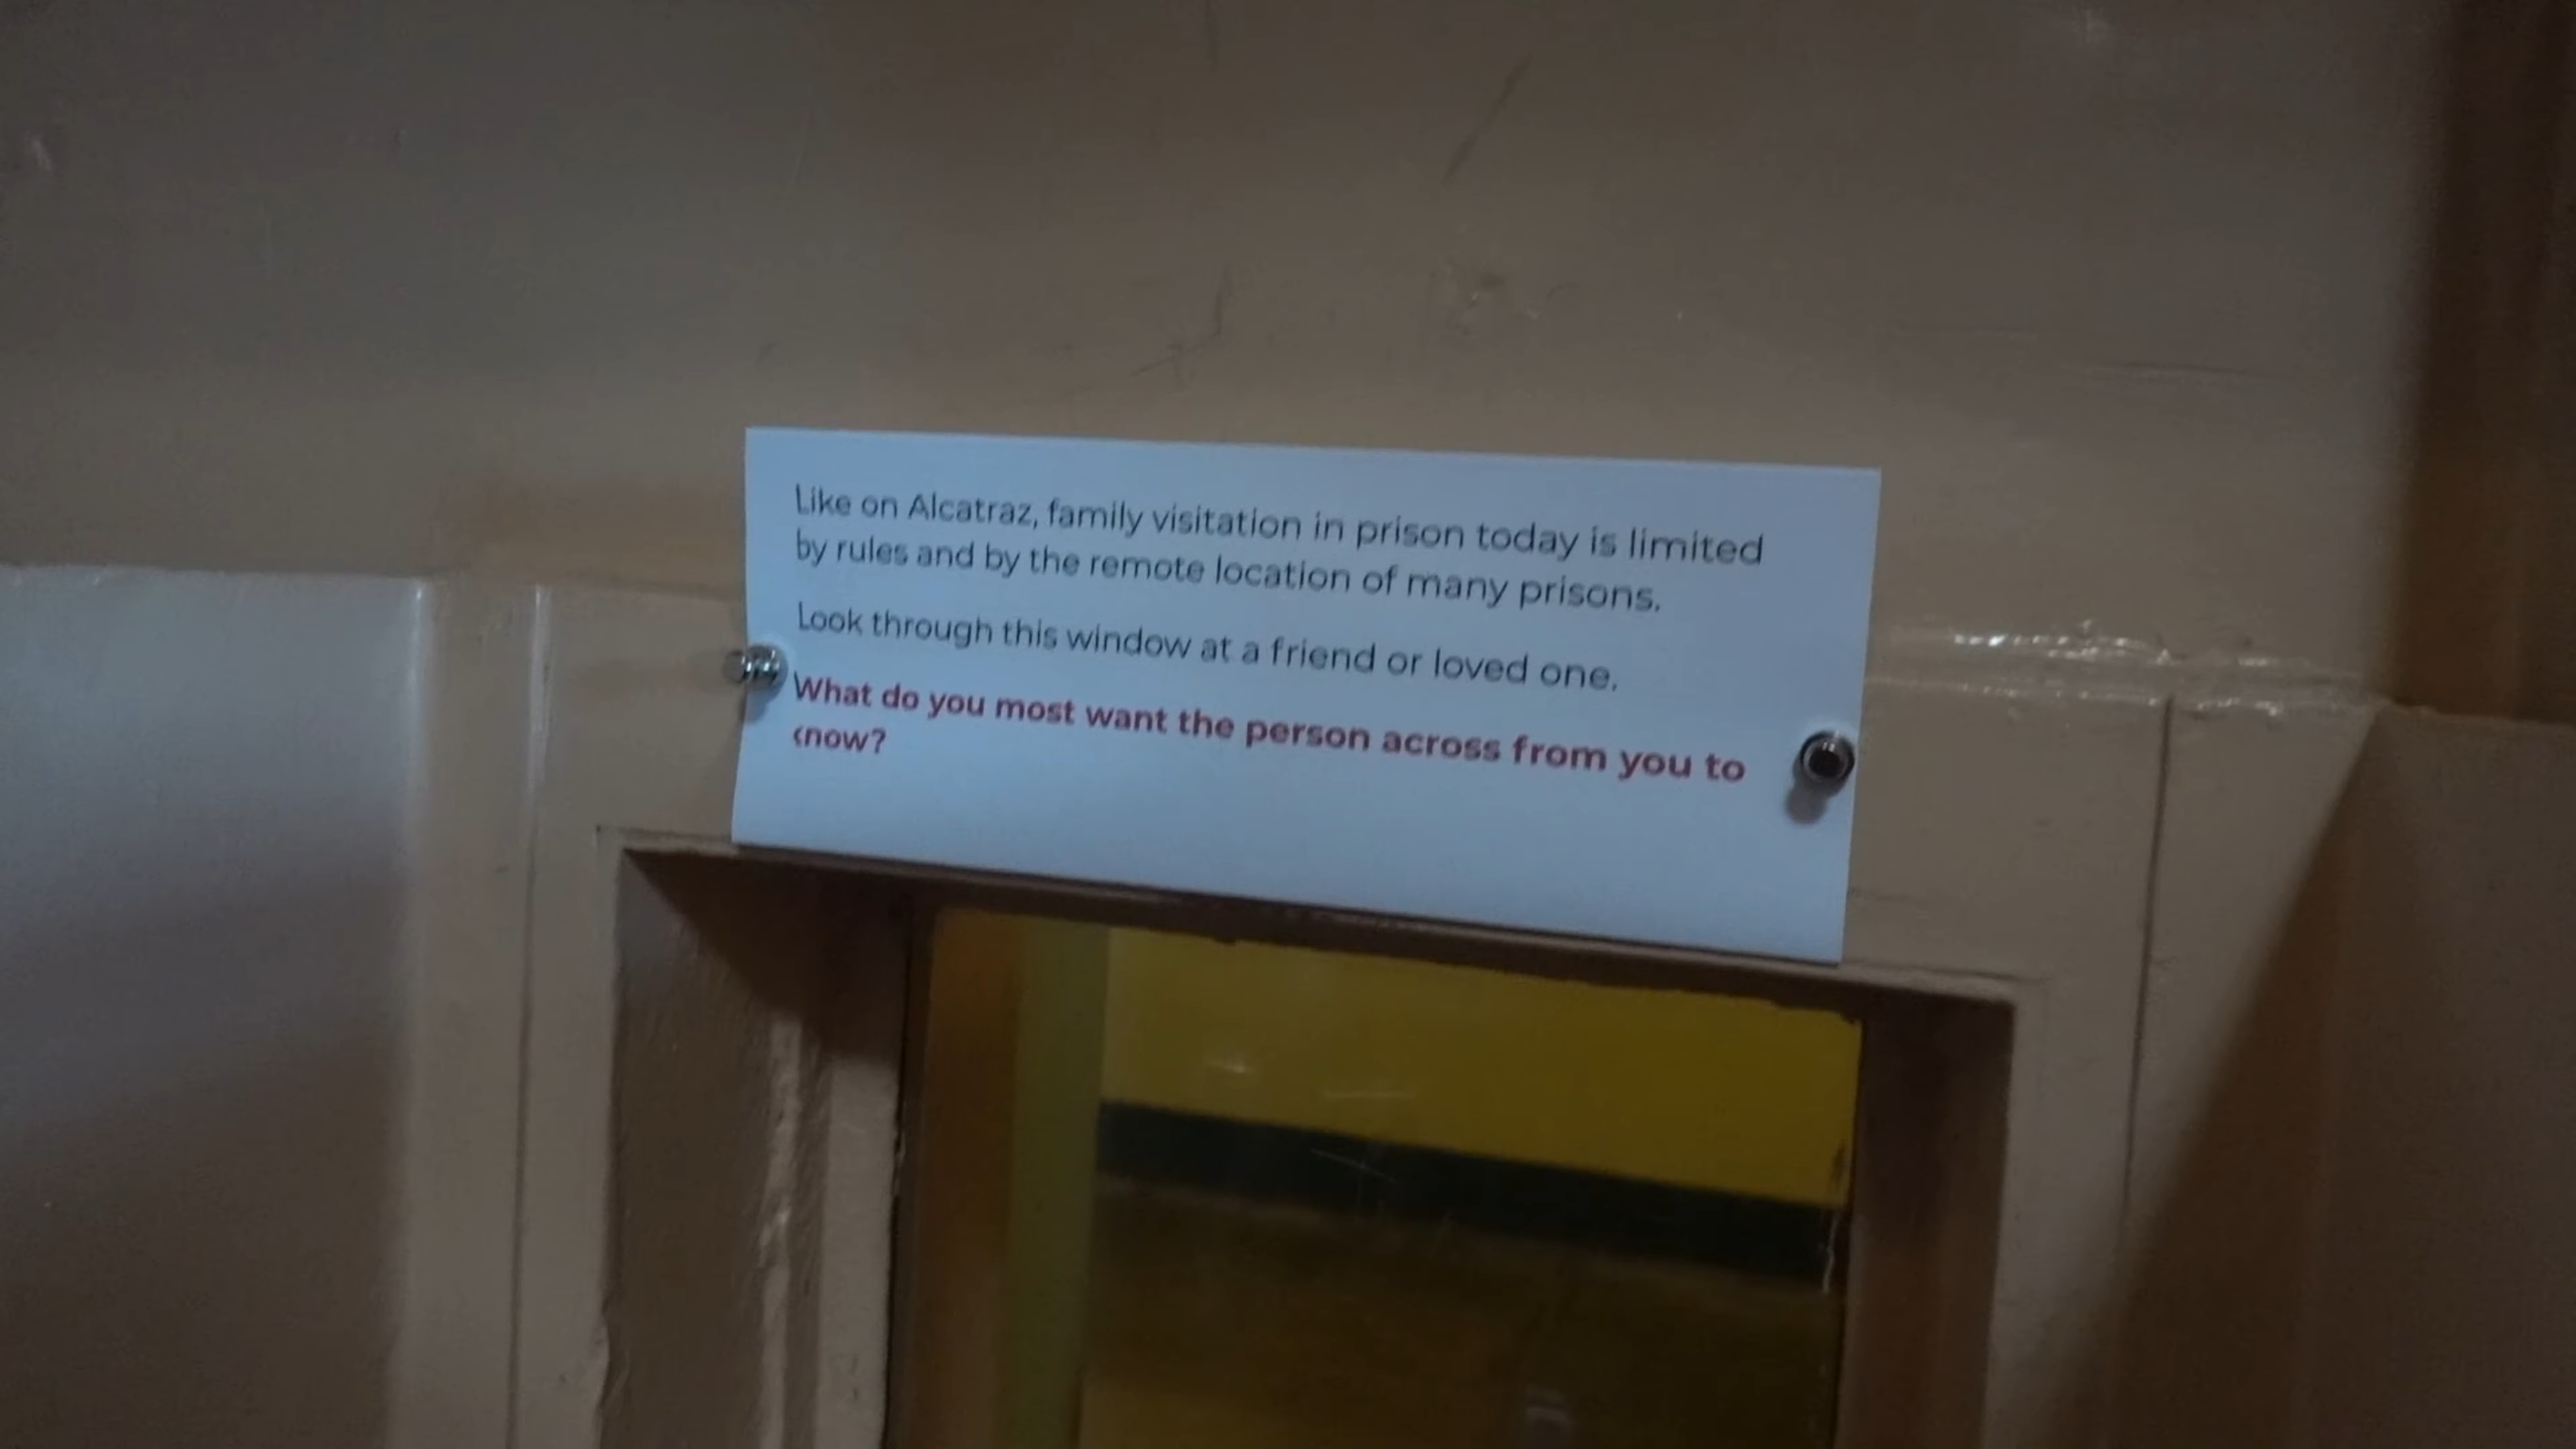 Like on Alcatraz, family visitation in prison today is limited
by rules and by the remote location of many prisons.
Look through this window at a friend or loved one.
What do you most want the person across from you to
know?